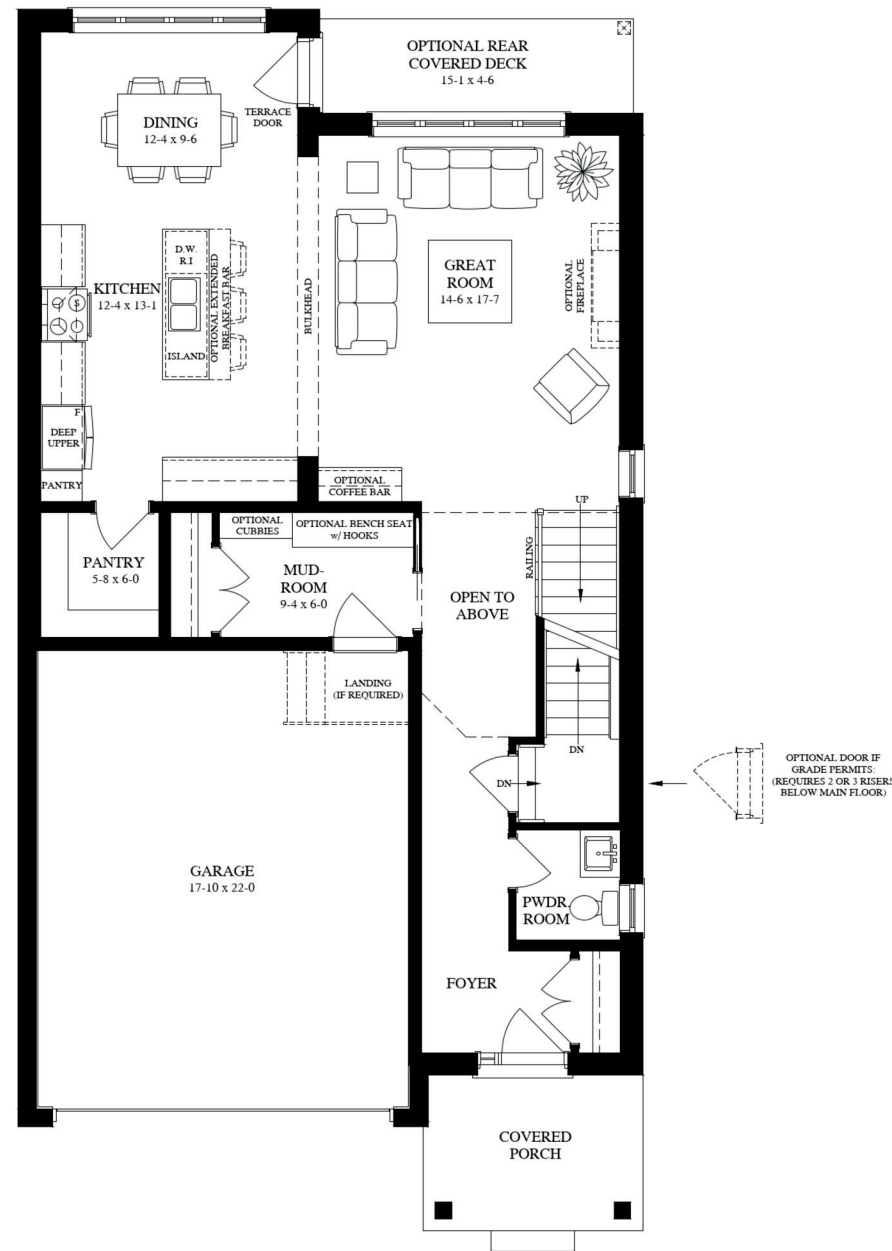 OPTIONAL REAR
COVERED DECK
15-1 x 4-6
TERRACE
DOOR
DINING
12-4 x 9-6
D.W.
R.I
KITCHEN
12-4 x 13-1
ISLAND
OPTIONAL EXTENDED
BREAKFAST BAR
BULKHEAD
GREAT
ROOM
14-6 x 17-7
OPTIONAL
FIREPLACE
S
F
DEEP
UPPER
PANTRY
OPTIONAL
COFFEE BAR
UP
RAILING
PANTRY
5-8 x 6-0
OPTIONAL
CUBBIES
OPTIONAL BENCH SEAT
w/ HOOKS
MUD-
ROOM
9-4 x 6-0
OPEN TO
ABOVE
LANDING
(IF REQUIRED)
DN
DN
OPTIONAL DOOR IF
GRADE PERMITS:
(REQUIRES 2 OR 3 RISERS
BELOW MAIN FLOOR)
GARAGE
17-10 x 22-0
PWDR.
ROOM
FOYER
COVERED
PORCH